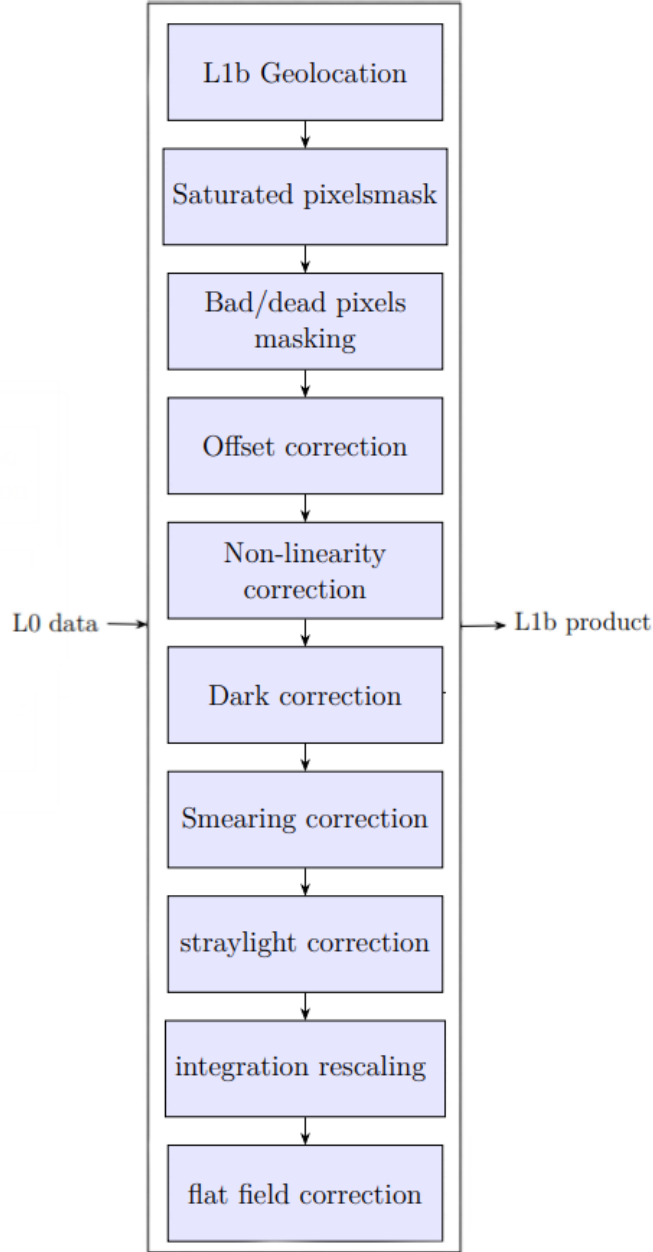 L1b Geolocation
Saturated pixelsmask
Bad/dead pixels
masking
Offset correction
Non-linearity
correction
L0 data
L1b product
Dark correction
Smearing correction
straylight correction
integration rescaling
flat field correction